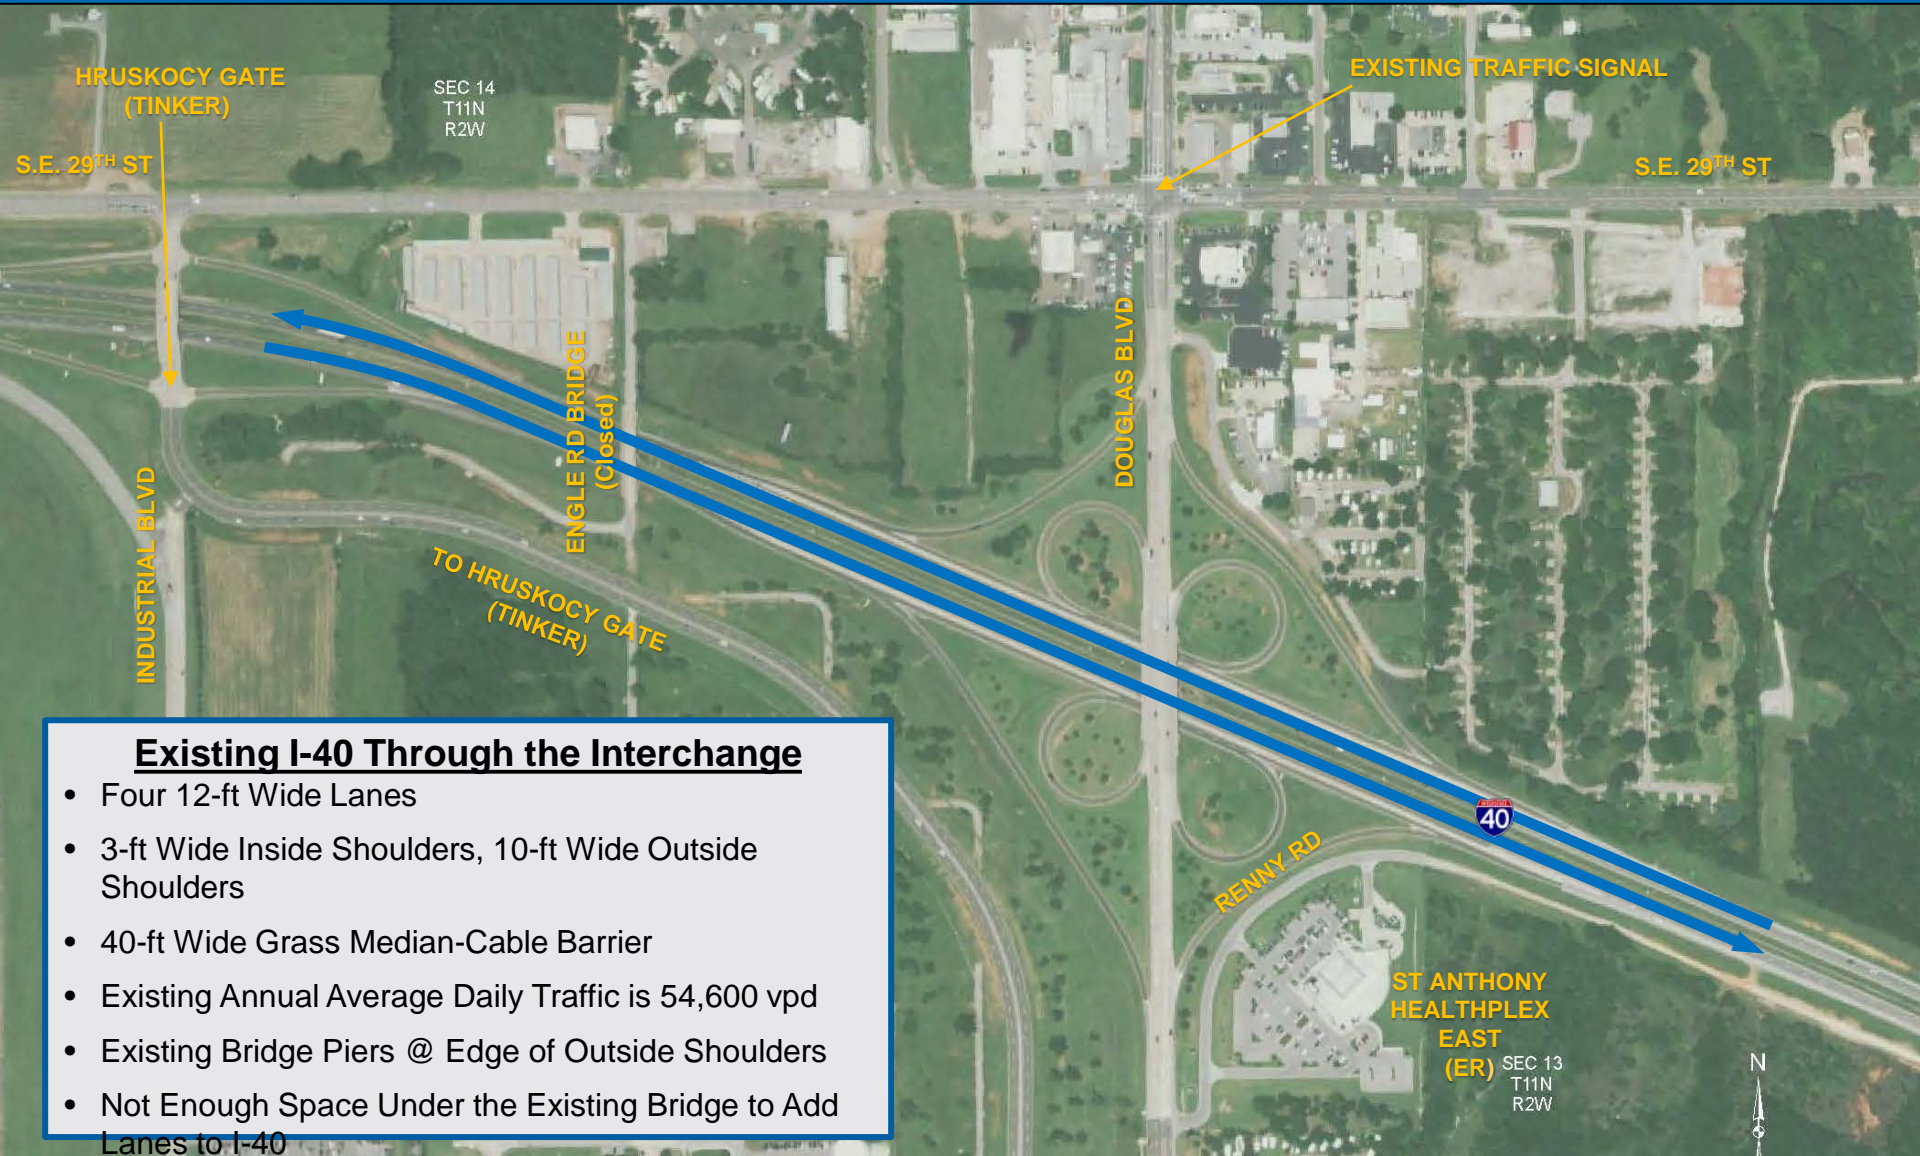 HRUSKOCY GATE
(TINKER)
SEC 14
T11N
R2W
EXISTING TRAFFIC SIGNAL
S.E. 29TH ST
S.E. 29TH ST
ENGLE RD BRIDGE
(Closed)
DOUGLAS BLVD
INDUSTRIAL BLVD
TO HRUSKOCY GATE
(TINKER)
Existing I-40 Through the Interchange
• Four 12-ft Wide Lanes
• 3-ft Wide Inside Shoulders, 10-ft Wide Outside
Shoulders
• 40-ft Wide Grass Median-Cable Barrier
• Existing Annual Average Daily Traffic is 54,600 vpd
• Existing Bridge Piers @ Edge of Outside Shoulders
• Not Enough Space Under the Existing Bridge to Add
Lanes to I-40
40
RENNY RD
ST ANTHONY
HEALTHPLEX
EAST
(ER)
SEC 13
T11N
R2W
N